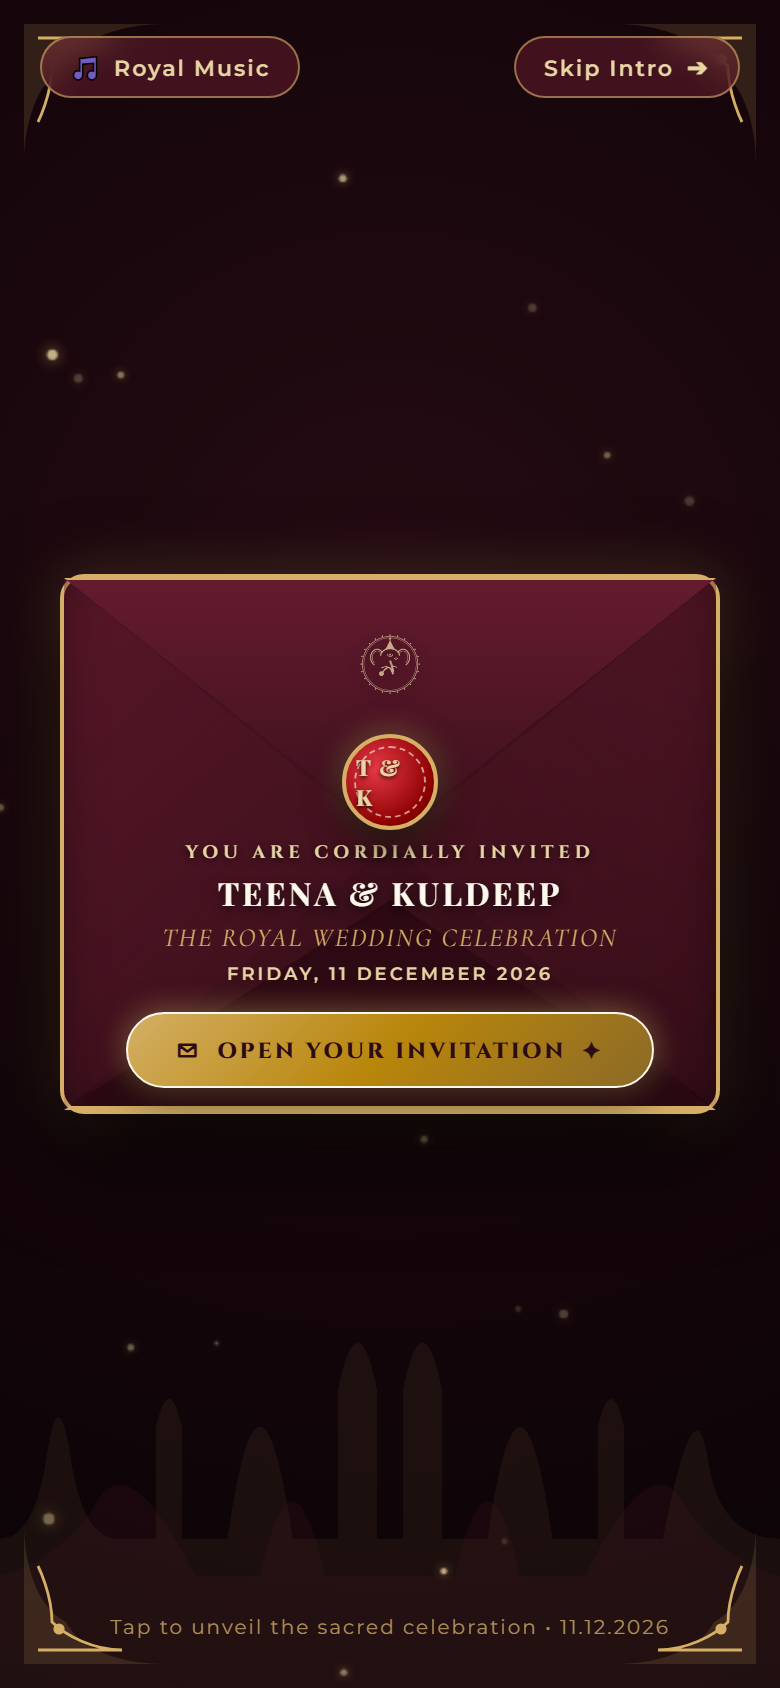 Royal Music
Skip Intro ➔
T &
K
YOU ARE CORDIALLY INVITED
TEENA & KULDEEP
THE ROYAL WEDDING CELEBRATION
FRIDAY, 11 DECEMBER 2026
OPEN YOUR INVITATION ✦
Tap to unveil the sacred celebration • 11.12.2026